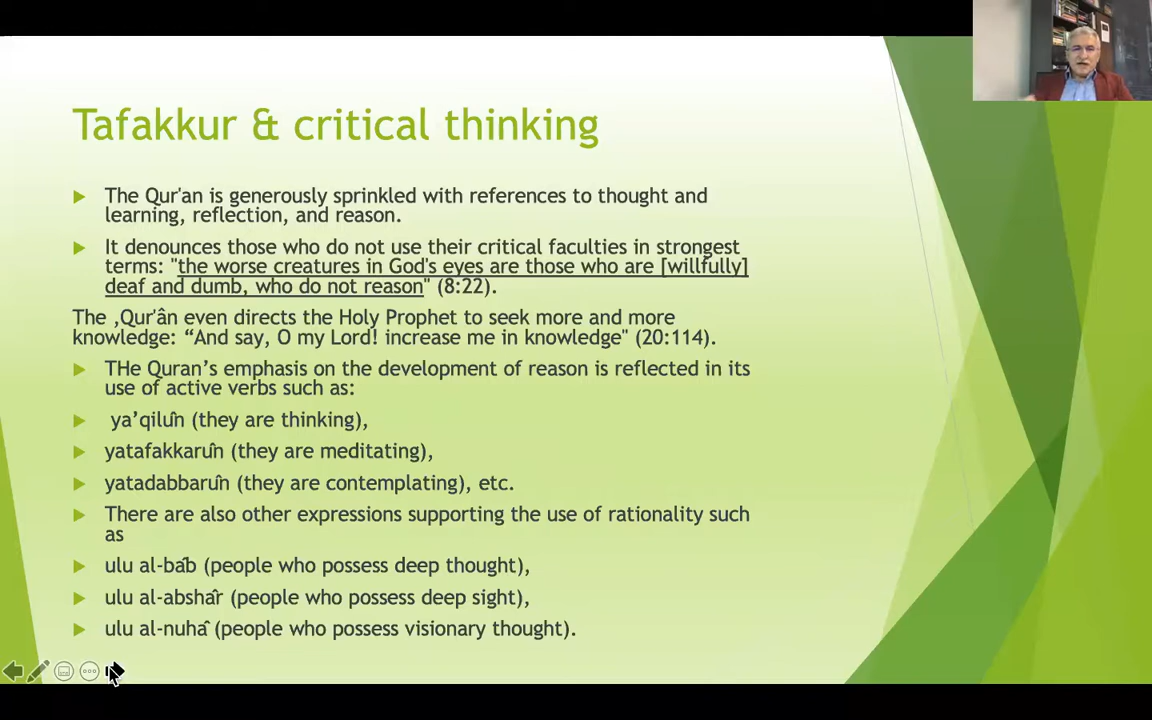 Tafakkur & critical thinking
The Qur'an is generously sprinkled with references to thought and
learning, reflection, and reason.
It denounces those who do not use their critical faculties in strongest
terms: "the worse creatures in God's eyes are those who are [willfully]
deaf and dumb, who do not reason" (8:22).
The ‚Qur'ân even directs the Holy Prophet to seek more and more
knowledge: “And say, O my Lord! increase me in knowledge" (20:114).
THe Quran’s emphasis on the development of reason is reflected in its
use of active verbs such as:
ya’qilûn (they are thinking),
yatafakkarûn (they are meditating),
yatadabbarûn (they are contemplating), etc.
There are also other expressions supporting the use of rationality such
as
ulu al-bâb (people who possess deep thought),
ulu al-abshâr (people who possess deep sight),
ulu al-nuhâ (people who possess visionary thought).